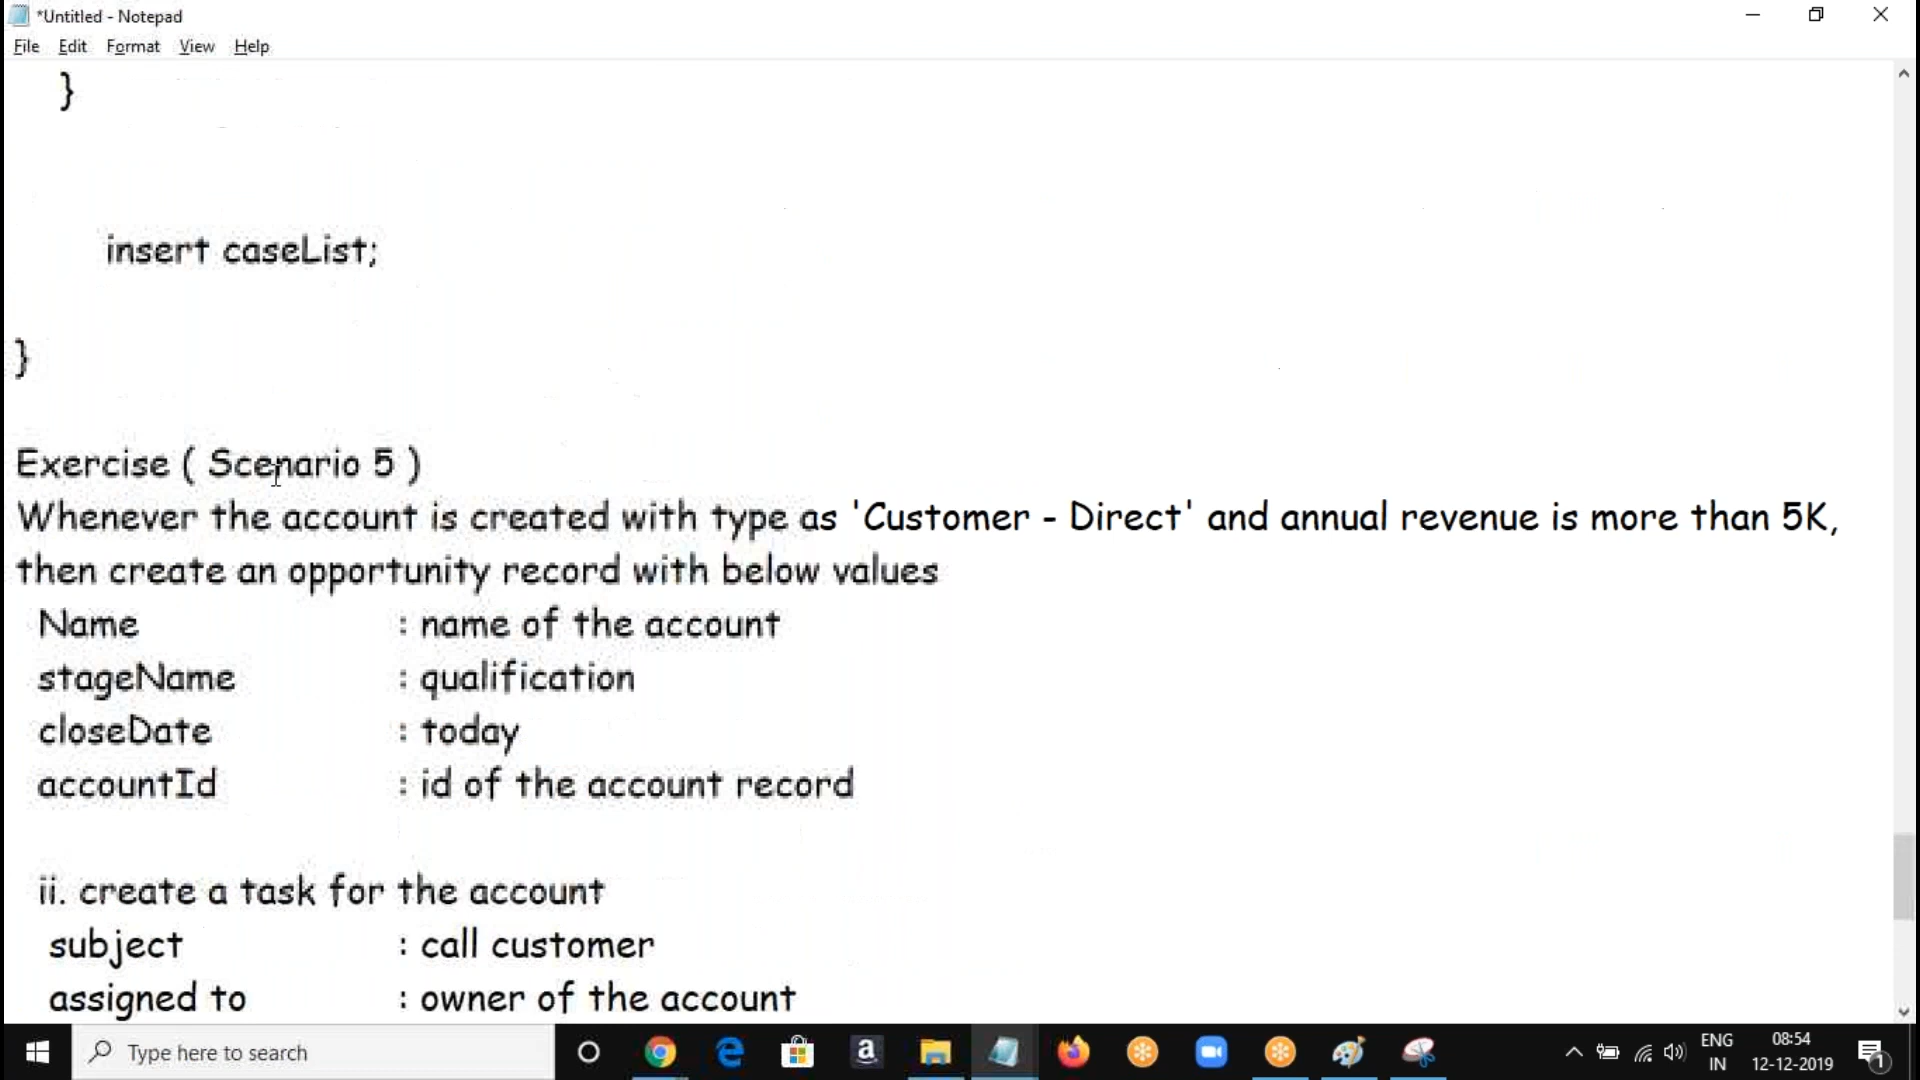 *Untitled - Notepad
File Edit Format View Help
}
insert caseList;
}
Exercise ( Scenario 5 )
Whenever the account is created with type as 'Customer - Direct' and annual revenue is more than 5K,
then create an opportunity record with below values
Name : name of the account
stageName : qualification
closeDate : today
accountId : id of the account record
ii. create a task for the account
subject : call customer
assigned to : owner of the account
Type here to search
a
ENG
IN
08:54
12-12-2019
1